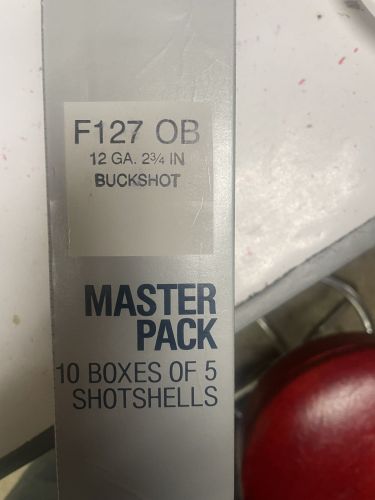 F127 OB
12 GA. 2¾ IN
BUCKSHOT
MASTER
PACK
10 BOXES OF 5
SHOTSHELLS